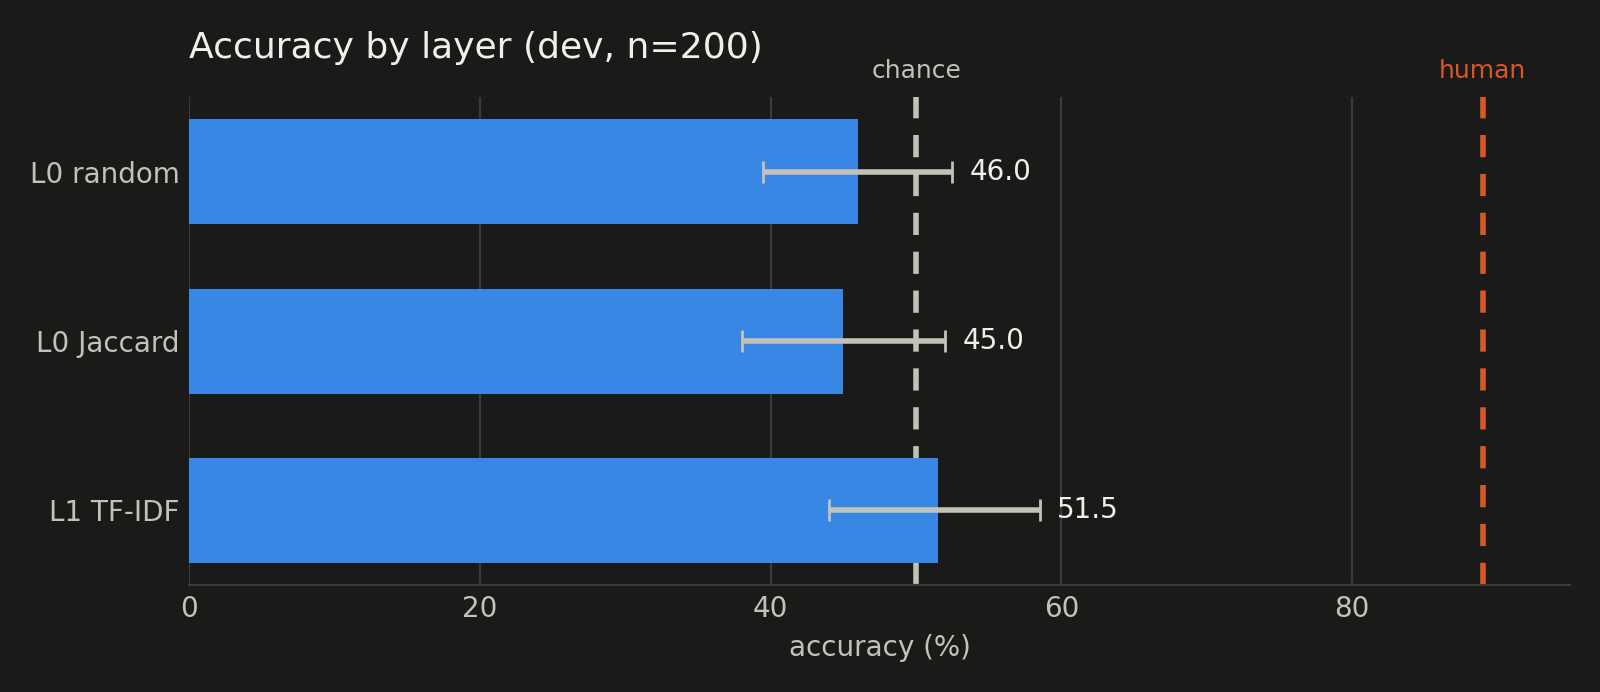 Accuracy by layer (dev, n=200)
chance
human
L0 random
46.0
L0 Jaccard
45.0
L1 TF-IDF
51.5
0 20 40 60 80
accuracy (%)